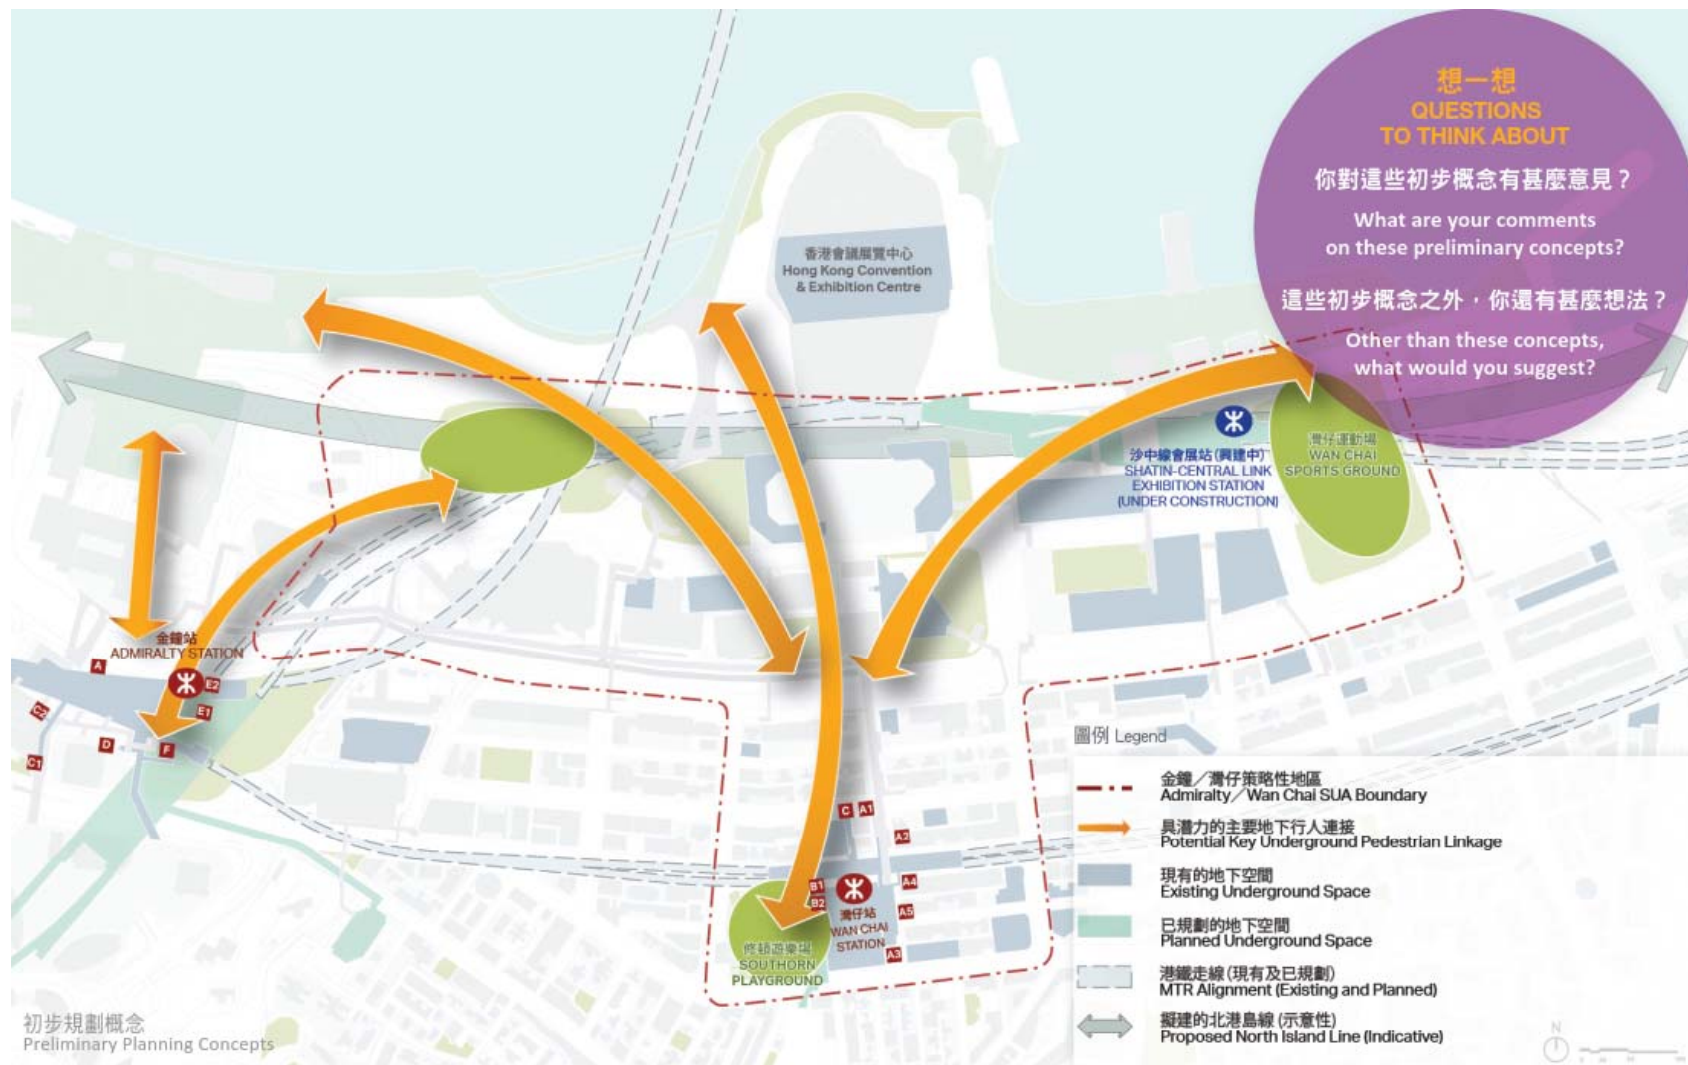 想一想
QUESTIONS
TO THINK ABOUT
你對這些初步概念有甚麼意見？
What are your comments
on these preliminary concepts?
這些初步概念之外，你還有甚麼想法？
Other than these concepts,
what would you suggest?
香港會議展覽中心
Hong Kong Convention
& Exhibition Centre
沙中線會展站(興建中)
SHATIN-CENTRAL LINK
EXHIBITION STATION
(UNDER CONSTRUCTION)
灣仔運動場
WAN CHAI
SPORTS GROUND
金鐘站
ADMIRALTY STATION
A
E2
E1
C2
D
F
C1
C
A1
A2
B1
B2
A4
A5
A3
灣仔站
WAN CHAI
STATION
修頓遊樂場
SOUTHORN
PLAYGROUND
圖例 Legend
金鐘／灣仔策略性地區
Admiralty／Wan Chai SUA Boundary
具潛力的主要地下行人連接
Potential Key Underground Pedestrian Linkage
現有的地下空間
Existing Underground Space
已規劃的地下空間
Planned Underground Space
港鐵走線(現有及已規劃)
MTR Alignment (Existing and Planned)
擬建的北港島線(示意性)
Proposed North Island Line (Indicative)
初步規劃概念
Preliminary Planning Concepts
N